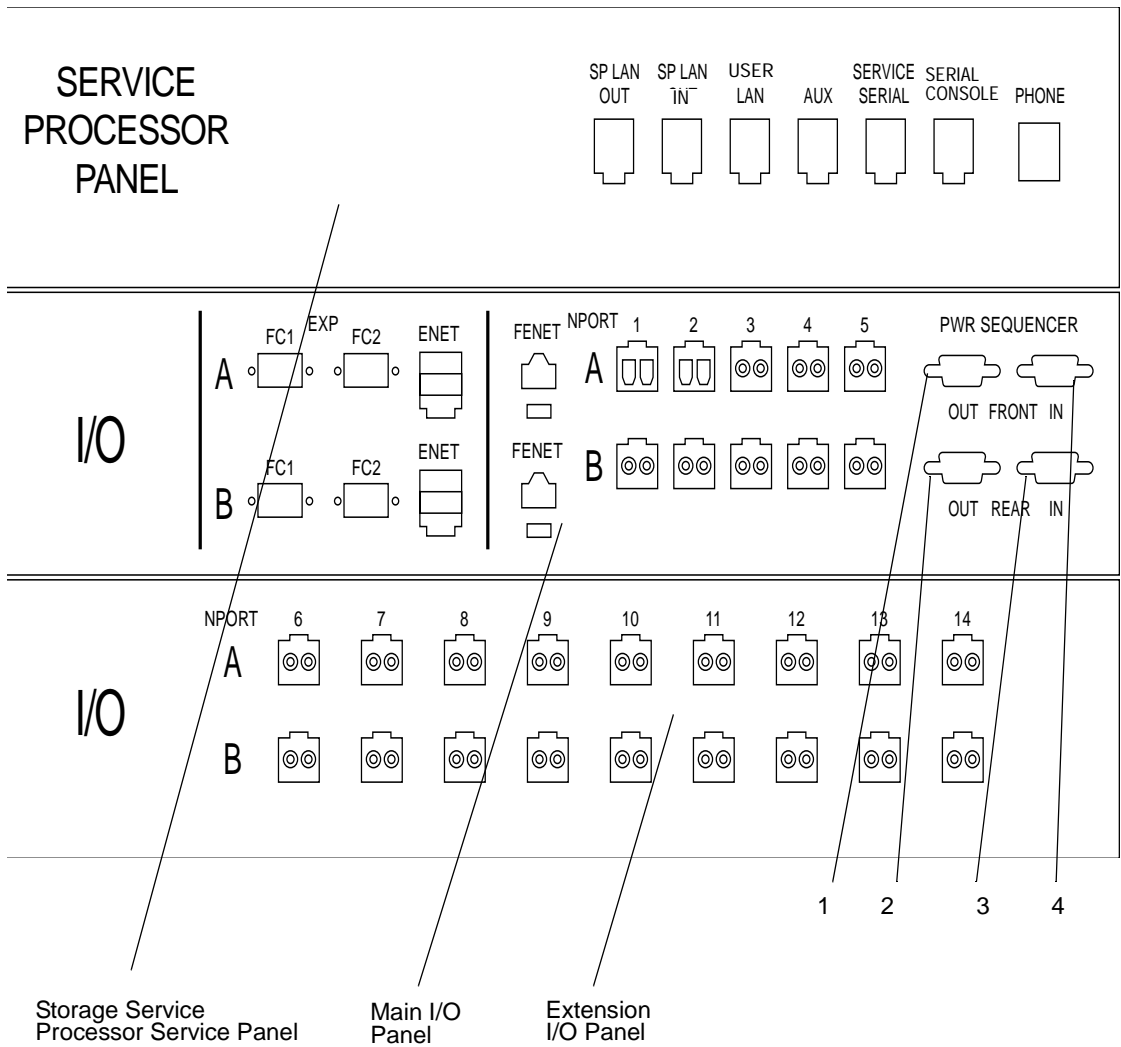 SERVICE
PROCESSOR
PANEL
SP LAN
OUT
SP LAN
IN
USER
LAN
AUX
SERVICE
SERIAL
SERIAL
CONSOLE
PHONE
I/O
EXP
A
FC1
FC2
ENET
B
FC1
FC2
ENET
FENET
FENET
NPORT
1 2 3 4 5
A
B
PWR SEQUENCER
OUT FRONT IN
OUT REAR IN
I/O
NPORT 6 7 8 9 10 11 12 13 14
A
B
1 2 3 4
Storage Service
Processor Service Panel
Main I/O
Panel
Extension
I/O Panel